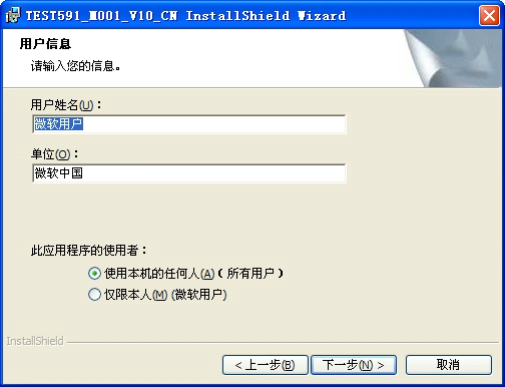 TEST591_M001_V10_CN InstallShield Wizard
用户信息
请输入您的信息。
用户姓名(U)：
微软用户
单位(O)：
微软中国
此应用程序的使用者：
使用本机的任何人(A)（所有用户）
仅限本人(M) (微软用户)
InstallShield
< 上一步(B) 下一步(N) > 取消